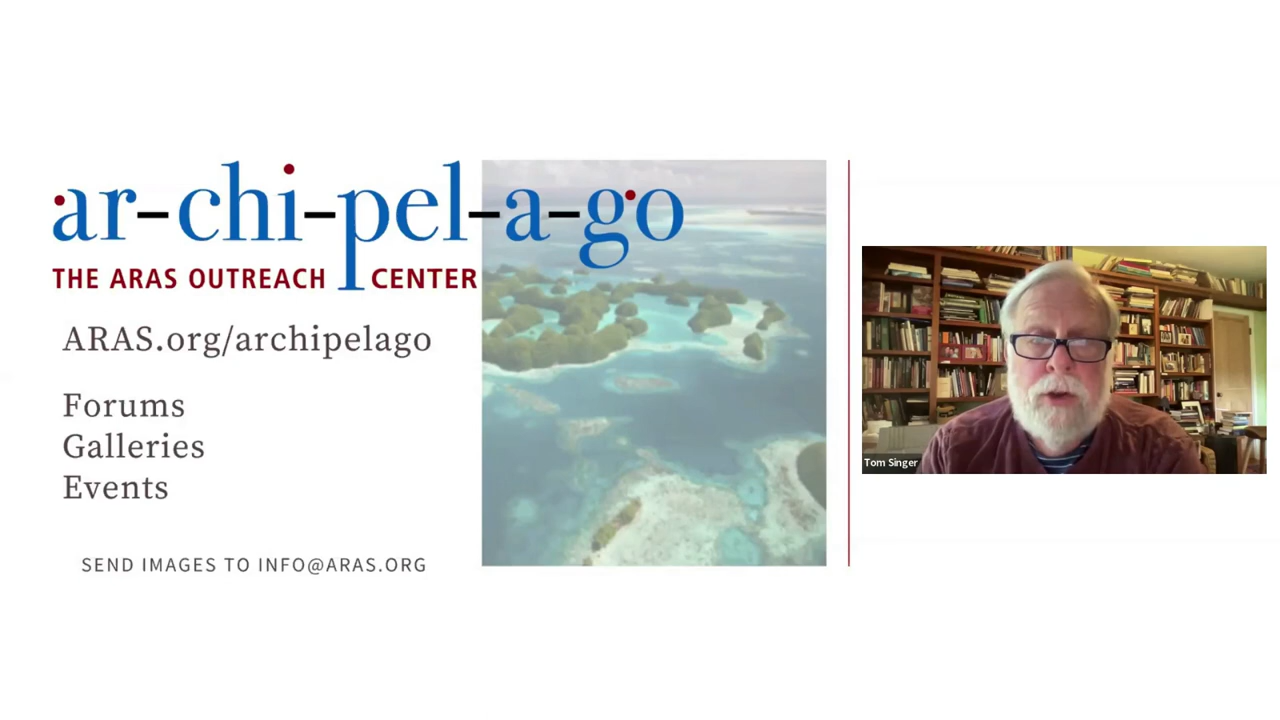 ar-chi-pel-a-go
THE ARAS OUTREACH CENTER
ARAS.org/archipelago
Forums
Galleries
Events
SEND IMAGES TO INFO@ARAS.ORG
Tom Singer